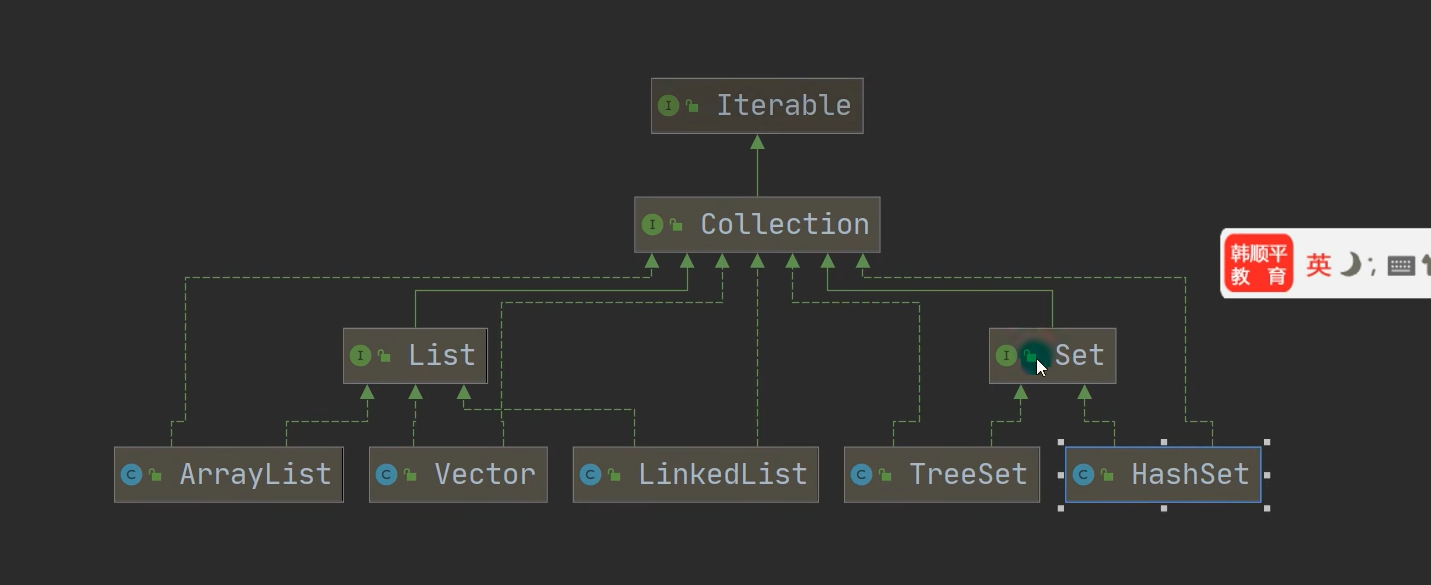 I Iterable
I Collection
韩顺平
教 育
英
I List
I Set
C ArrayList
C Vector
C LinkedList
C TreeSet
C HashSet